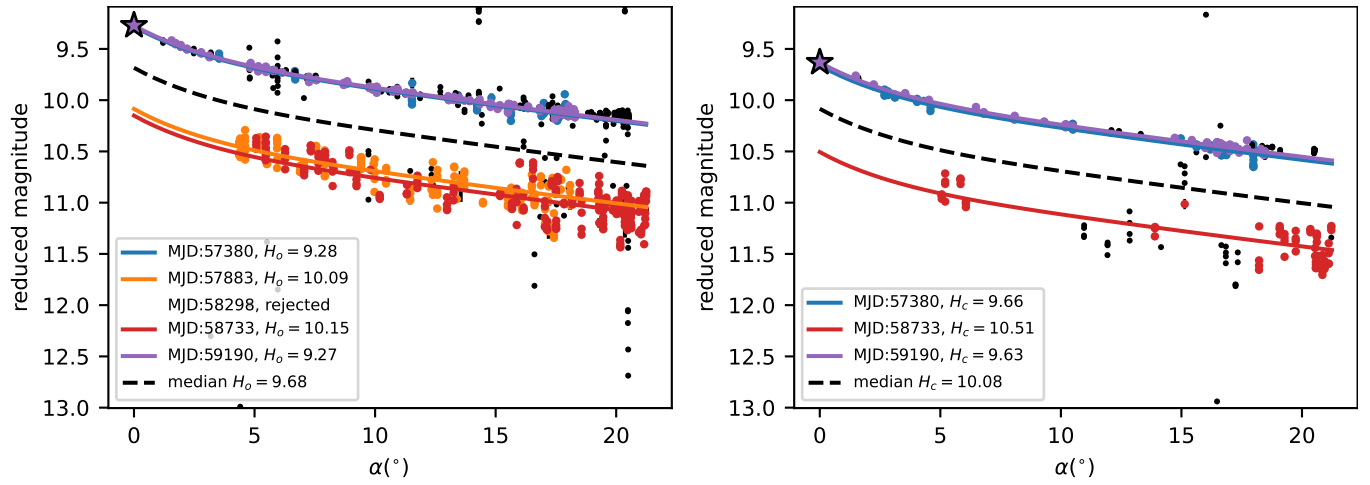 reduced magnitude
9.5
10.0
10.5
11.0
11.5
12.0
12.5
13.0
MJD:57380, H_o = 9.28
MJD:57883, H_o = 10.09
MJD:58298, rejected
MJD:58733, H_o = 10.15
MJD:59190, H_o = 9.27
median H_o = 9.68
0 5 10 15 20
α(°)
reduced magnitude
9.5
10.0
10.5
11.0
11.5
12.0
12.5
13.0
MJD:57380, H_c = 9.66
MJD:58733, H_c = 10.51
MJD:59190, H_c = 9.63
median H_c = 10.08
0 5 10 15 20
α(°)